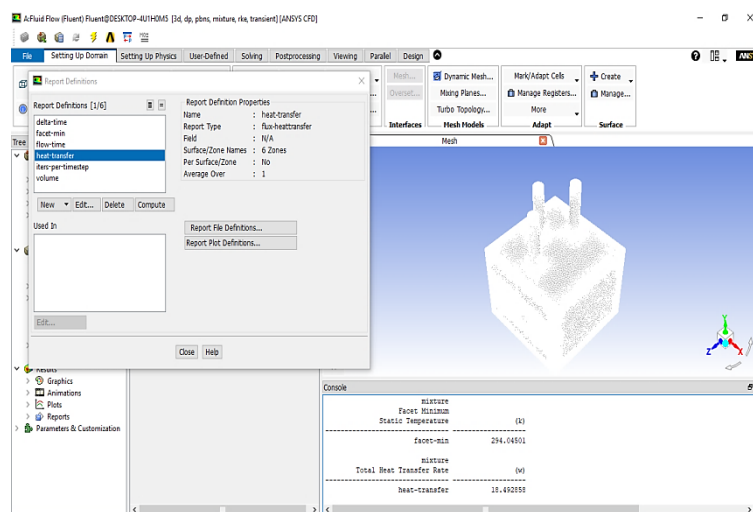 A:Fluid Flow (Fluent) Fluent@DESKTOP-4U1H0M5 [3d, dp, pbns, mixture, rke, transient] [ANSYS CFD]
File Setting Up Domain Setting Up Physics User-Defined Solving Postprocessing Viewing Parallel Design ANS
Mesh... Dynamic Mesh... Mark/Adapt Cells Create
Overset... Mixing Planes... Manage Registers... Manage...
Turbo Topology... More
Interfaces Mesh Models Adapt Surface
Tree
Mesh
Report Definitions
Report Definitions [1/6]
delta-time
facet-min
flow-time
heat-transfer
iters-per-timestep
volume
New Edit... Delete Compute
Used In
Edit...
Report Definition Properties
Name : heat-transfer
Report Type : flux-heattransfer
Field : N/A
Surface/Zone Names : 6 Zones
Per Surface/Zone : No
Average Over : 1
Report File Definitions...
Report Plot Definitions...
Close Help
Results
Graphics
Animations
Plots
Reports
Parameters & Customization
Y
Z X
Console
mixture
Facet Minimum
Static Temperature (k)
facet-min 294.04801
mixture
Total Heat Transfer Rate (w)
heat-transfer 18.492858